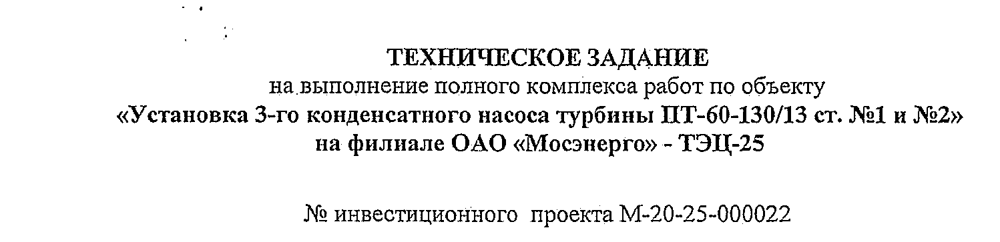 ТЕХНИЧЕСКОЕ ЗАДАНИЕ
на выполнение полного комплекса работ по объекту
«Установка 3-го конденсатного насоса турбины ПТ-60-130/13 ст. №1 и №2»
на филиале ОАО «Мосэнерго» - ТЭЦ-25
№ инвестиционного проекта М-20-25-000022